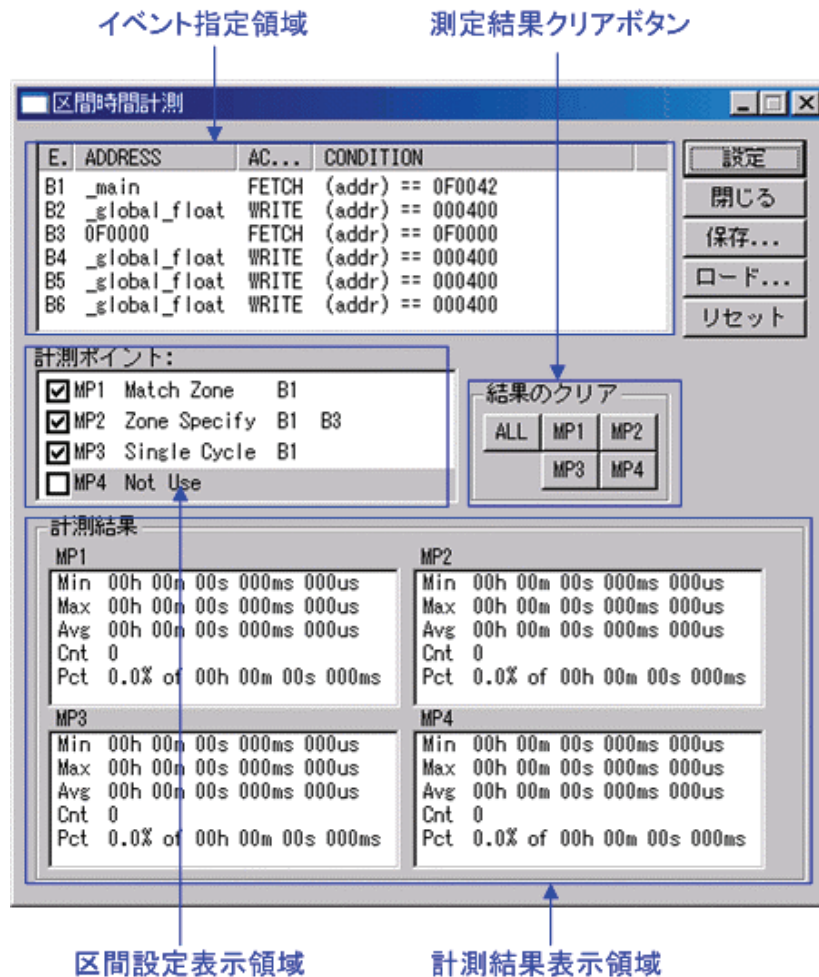 イベント指定領域 測定結果クリアボタン
区間時間計測
E. ADDRESS AC... CONDITION
B1 _main FETCH (addr) == 0F0042
B2 _global_float WRITE (addr) == 000400
B3 0F0000 FETCH (addr) == 0F0000
B4 _global_float WRITE (addr) == 000400
B5 _global_float WRITE (addr) == 000400
B6 _global_float WRITE (addr) == 000400
設定
閉じる
保存...
ロード...
リセット
計測ポイント:
MP1 Match Zone B1
MP2 Zone Specify B1 B3
MP3 Single Cycle B1
MP4 Not Use
結果のクリア
ALL MP1 MP2
MP3 MP4
計測結果
MP1
Min 00h 00m 00s 000ms 000us
Max 00h 00m 00s 000ms 000us
Avg 00h 00m 00s 000ms 000us
Cnt 0
Pct 0.0% of 00h 00m 00s 000ms
MP2
Min 00h 00m 00s 000ms 000us
Max 00h 00m 00s 000ms 000us
Avg 00h 00m 00s 000ms 000us
Cnt 0
Pct 0.0% of 00h 00m 00s 000ms
MP3
Min 00h 00m 00s 000ms 000us
Max 00h 00m 00s 000ms 000us
Avg 00h 00m 00s 000ms 000us
Cnt 0
Pct 0.0% of 00h 00m 00s 000ms
MP4
Min 00h 00m 00s 000ms 000us
Max 00h 00m 00s 000ms 000us
Avg 00h 00m 00s 000ms 000us
Cnt 0
Pct 0.0% of 00h 00m 00s 000ms
区間設定表示領域 計測結果表示領域